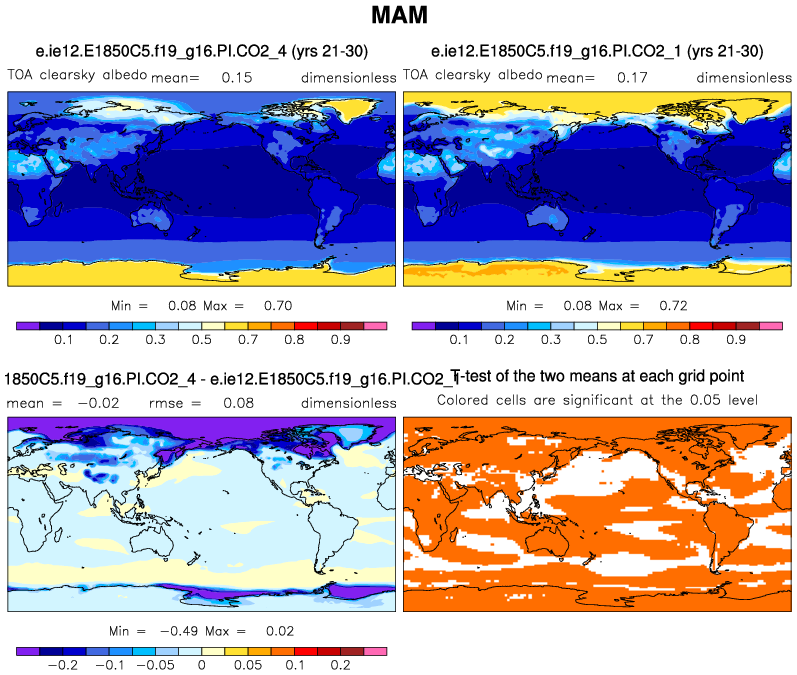 MAM
e.ie12.E1850C5.f19_g16.PI.CO2_4 (yrs 21-30)
e.ie12.E1850C5.f19_g16.PI.CO2_1 (yrs 21-30)
TOA clearsky albedo mean= 0.15 dimensionless
TOA clearsky albedo mean= 0.17 dimensionless
Min = 0.08 Max = 0.70
Min = 0.08 Max = 0.72
0.1 0.2 0.3 0.5 0.7 0.8 0.9
0.1 0.2 0.3 0.5 0.7 0.8 0.9
1850C5.f19_g16.PI.CO2_4 - e.ie12.E1850C5.f19_g16.PI.CO2_1
T-test of the two means at each grid point
mean = -0.02 rmse = 0.08 dimensionless
Colored cells are significant at the 0.05 level
Min = -0.49 Max = 0.02
-0.2 -0.1 -0.05 0 0.05 0.1 0.2